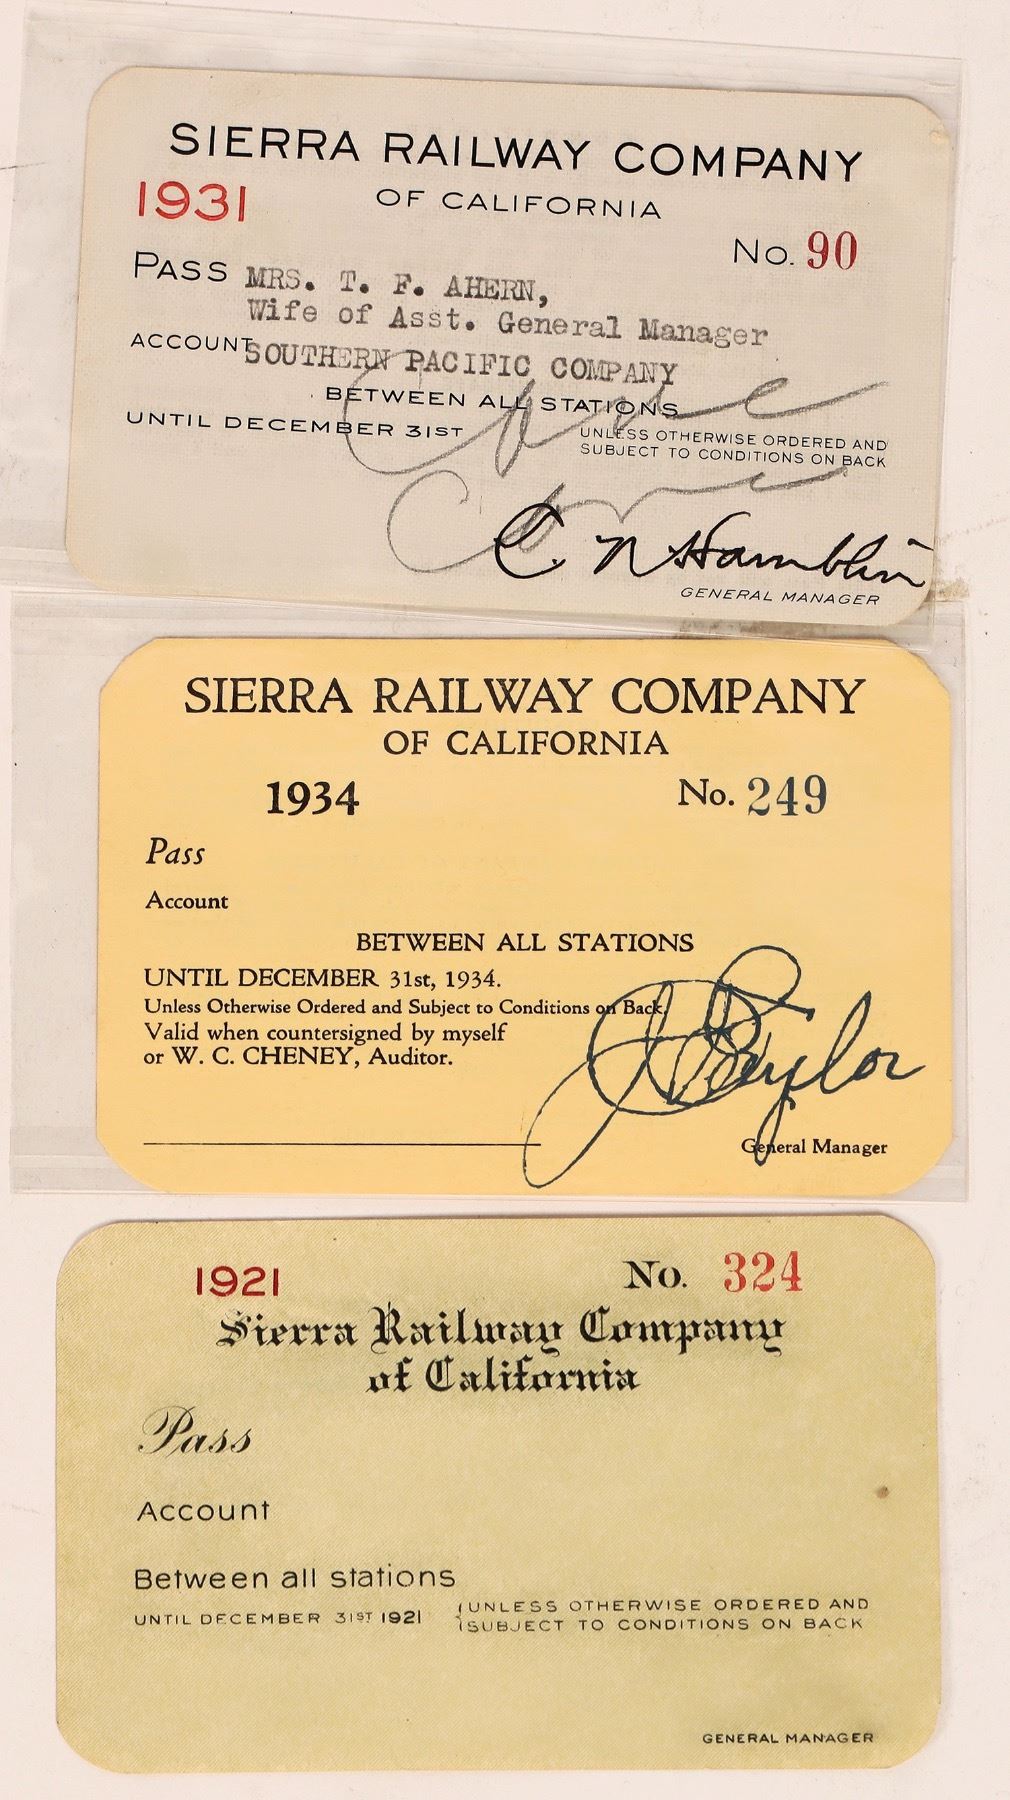 SIERRA RAILWAY COMPANY
OF CALIFORNIA
1931
No. 90
PASS MRS. T. F. AHERN,
Wife of Asst. General Manager
ACCOUNT SOUTHERN PACIFIC COMPANY
BETWEEN ALL STATIONS
UNTIL DECEMBER 31ST
UNLESS OTHERWISE ORDERED AND
SUBJECT TO CONDITIONS ON BACK
C. N. Hamblin
GENERAL MANAGER
SIERRA RAILWAY COMPANY
OF CALIFORNIA
1934 No. 249
Pass
Account
BETWEEN ALL STATIONS
UNTIL DECEMBER 31st, 1934.
Unless Otherwise Ordered and Subject to Conditions on Back.
Valid when countersigned by myself
or W. C. CHENEY, Auditor.
Taylor
General Manager
1921 No. 324
Sierra Railway Company
of California
Pass
Account
Between all stations
UNTIL DECEMBER 31ST 1921
UNLESS OTHERWISE ORDERED AND
SUBJECT TO CONDITIONS ON BACK
GENERAL MANAGER